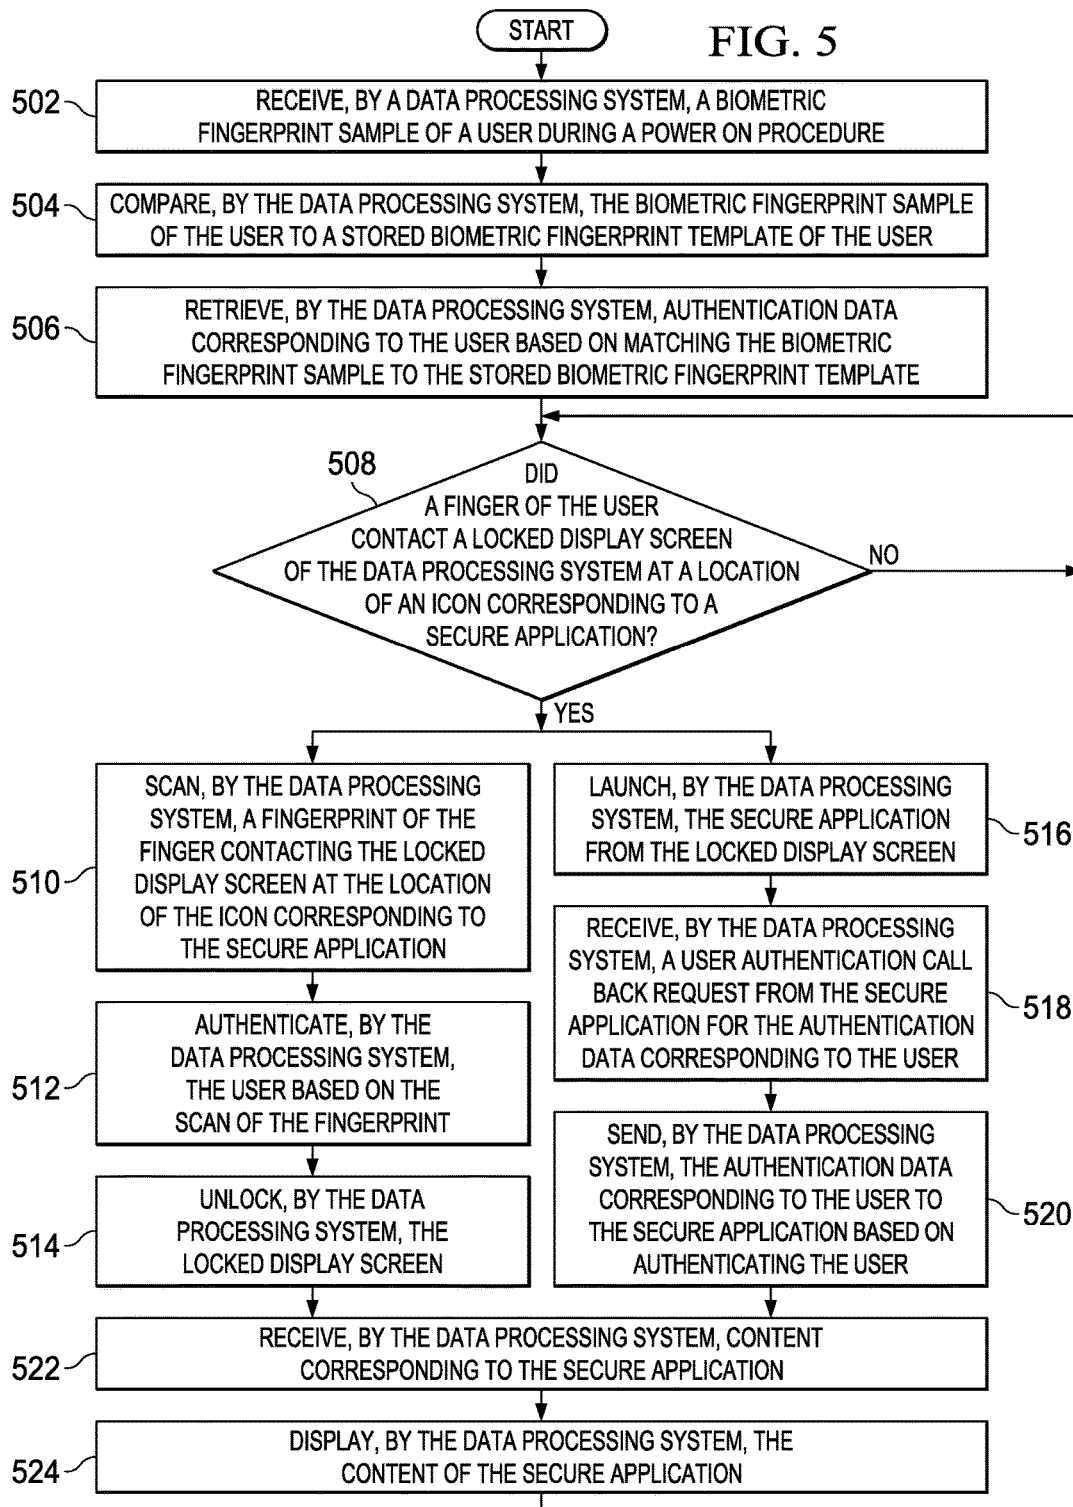 START
FIG. 5
502
RECEIVE, BY A DATA PROCESSING SYSTEM, A BIOMETRIC
FINGERPRINT SAMPLE OF A USER DURING A POWER ON PROCEDURE
504
COMPARE, BY THE DATA PROCESSING SYSTEM, THE BIOMETRIC FINGERPRINT SAMPLE
OF THE USER TO A STORED BIOMETRIC FINGERPRINT TEMPLATE OF THE USER
506
RETRIEVE, BY THE DATA PROCESSING SYSTEM, AUTHENTICATION DATA
CORRESPONDING TO THE USER BASED ON MATCHING THE BIOMETRIC
FINGERPRINT SAMPLE TO THE STORED BIOMETRIC FINGERPRINT TEMPLATE
508
DID
A FINGER OF THE USER
CONTACT A LOCKED DISPLAY SCREEN
OF THE DATA PROCESSING SYSTEM AT A LOCATION
OF AN ICON CORRESPONDING TO A
SECURE APPLICATION?
NO
YES
510
SCAN, BY THE DATA PROCESSING
SYSTEM, A FINGERPRINT OF THE
FINGER CONTACTING THE LOCKED
DISPLAY SCREEN AT THE LOCATION
OF THE ICON CORRESPONDING TO
THE SECURE APPLICATION
512
AUTHENTICATE, BY THE
DATA PROCESSING SYSTEM,
THE USER BASED ON THE
SCAN OF THE FINGERPRINT
514
UNLOCK, BY THE DATA
PROCESSING SYSTEM, THE
LOCKED DISPLAY SCREEN
LAUNCH, BY THE DATA PROCESSING
SYSTEM, THE SECURE APPLICATION
FROM THE LOCKED DISPLAY SCREEN
516
RECEIVE, BY THE DATA PROCESSING
SYSTEM, A USER AUTHENTICATION CALL
BACK REQUEST FROM THE SECURE
APPLICATION FOR THE AUTHENTICATION
DATA CORRESPONDING TO THE USER
518
SEND, BY THE DATA PROCESSING
SYSTEM, THE AUTHENTICATION DATA
CORRESPONDING TO THE USER TO
THE SECURE APPLICATION BASED ON
AUTHENTICATING THE USER
520
522
RECEIVE, BY THE DATA PROCESSING SYSTEM, CONTENT
CORRESPONDING TO THE SECURE APPLICATION
524
DISPLAY, BY THE DATA PROCESSING SYSTEM, THE
CONTENT OF THE SECURE APPLICATION